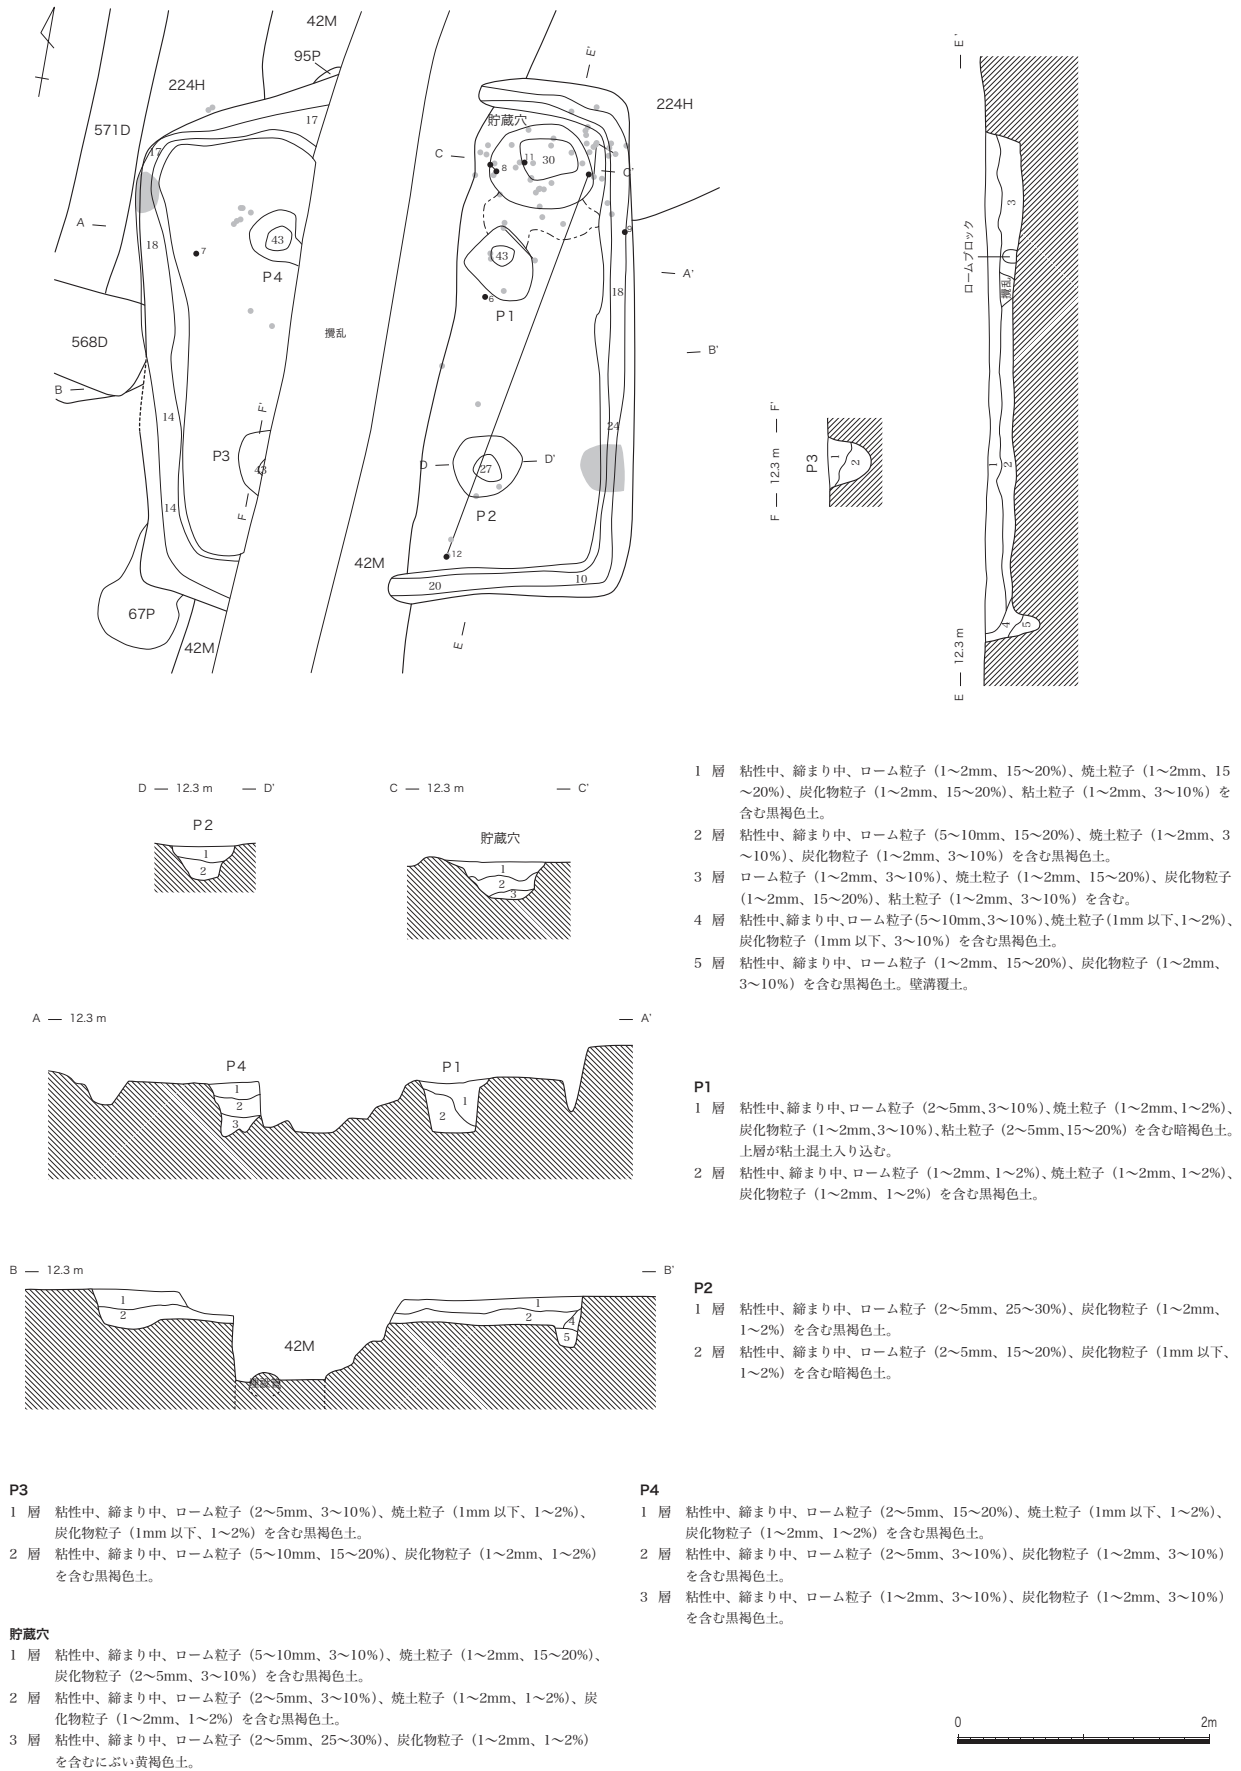 42M
95P
224H
571D
17
17
貯蔵穴
224H
E'
C
11
30
8
C'
A
18
7
43
P4
43
9
6
P1
18
A'
攪乱
568D
B
B'
14
F'
P3
43
24
D
27
D'
14
F
P2
42M
12
20
10
67P
42M
E
E'
3
ロームブロック
攪乱
1
2
4
5
E
12.3 m
F'
P3
1
2
12.3 m
F
D 12.3 m D'
P2
1
2
C 12.3 m C'
貯蔵穴
1
2
3
1 層 粘性中、締まり中、ローム粒子（1〜2mm、15〜20%）、焼土粒子（1〜2mm、15
〜20%）、炭化物粒子（1〜2mm、15〜20%）、粘土粒子（1〜2mm、3〜10%）を
含む黒褐色土。
2 層 粘性中、締まり中、ローム粒子（5〜10mm、15〜20%）、焼土粒子（1〜2mm、3
〜10%）、炭化物粒子（1〜2mm、3〜10%）を含む黒褐色土。
3 層 ローム粒子（1〜2mm、3〜10%）、焼土粒子（1〜2mm、15〜20%）、炭化物粒子
（1〜2mm、15〜20%）、粘土粒子（1〜2mm、3〜10%）を含む。
4 層 粘性中、締まり中、ローム粒子（5〜10mm、3〜10%）、焼土粒子（1mm 以下、1〜2%）、
炭化物粒子（1mm 以下、3〜10%）を含む黒褐色土。
5 層 粘性中、締まり中、ローム粒子（1〜2mm、15〜20%）、炭化物粒子（1〜2mm、
3〜10%）を含む黒褐色土。壁溝覆土。
A 12.3 m A'
P4
1
2
3
P1
1
2
P1
1 層 粘性中、締まり中、ローム粒子（2〜5mm、3〜10%）、焼土粒子（1〜2mm、1〜2%）、
炭化物粒子（1〜2mm、3〜10%）、粘土粒子（2〜5mm、15〜20%）を含む暗褐色土。
上層が粘土混土入り込む。
2 層 粘性中、締まり中、ローム粒子（1〜2mm、1〜2%）、焼土粒子（1〜2mm、1〜2%）、
炭化物粒子（1〜2mm、1〜2%）を含む黒褐色土。
B 12.3 m B'
1
2
42M
1
2
4
5
P2
1 層 粘性中、締まり中、ローム粒子（2〜5mm、25〜30%）、炭化物粒子（1〜2mm、
1〜2%）を含む黒褐色土。
2 層 粘性中、締まり中、ローム粒子（2〜5mm、15〜20%）、炭化物粒子（1mm 以下、
1〜2%）を含む暗褐色土。
P3
1 層 粘性中、締まり中、ローム粒子（2〜5mm、3〜10%）、焼土粒子（1mm 以下、1〜2%）、
炭化物粒子（1mm 以下、1〜2%）を含む黒褐色土。
2 層 粘性中、締まり中、ローム粒子（5〜10mm、15〜20%）、炭化物粒子（1〜2mm、1〜2%）
を含む黒褐色土。
P4
1 層 粘性中、締まり中、ローム粒子（2〜5mm、15〜20%）、焼土粒子（1mm 以下、1〜2%）、
炭化物粒子（1〜2mm、1〜2%）を含む黒褐色土。
2 層 粘性中、締まり中、ローム粒子（2〜5mm、3〜10%）、炭化物粒子（1〜2mm、3〜10%）
を含む黒褐色土。
3 層 粘性中、締まり中、ローム粒子（1〜2mm、3〜10%）、炭化物粒子（1〜2mm、3〜10%）
を含む黒褐色土。
貯蔵穴
1 層 粘性中、締まり中、ローム粒子（5〜10mm、3〜10%）、焼土粒子（1〜2mm、15〜20%）、
炭化物粒子（2〜5mm、3〜10%）を含む黒褐色土。
2 層 粘性中、締まり中、ローム粒子（2〜5mm、3〜10%）、焼土粒子（1〜2mm、1〜2%）、炭
化物粒子（1〜2mm、1〜2%）を含む黒褐色土。
3 層 粘性中、締まり中、ローム粒子（2〜5mm、25〜30%）、炭化物粒子（1〜2mm、1〜2%）
を含むにぶい黄褐色土。
0 2m